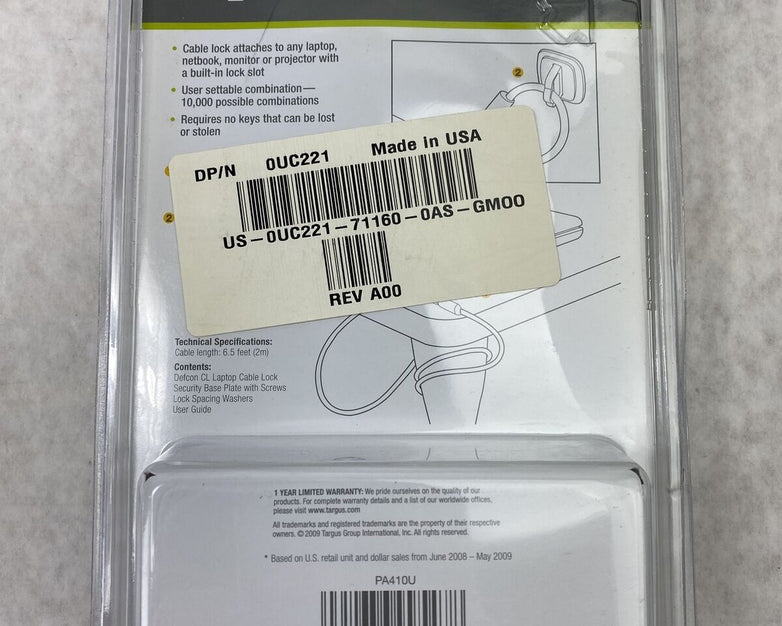 • Cable lock attaches to any laptop,
netbook, monitor or projector with
a built-in lock slot
• User settable combination—
10,000 possible combinations
• Requires no keys that can be lost
or stolen
2
DP/N 0UC221 Made in USA
2
US-0UC221-71160-0AS-GM00
REV A00
Technical Specifications:
Cable length: 6.5 feet (2m)
Contents:
Defcon CL Laptop Cable Lock
Security Base Plate with Screws
Lock Spacing Washers
User Guide
1 YEAR LIMITED WARRANTY: We pride ourselves on the quality of our
products. For complete warranty details and a list of our worldwide offices,
please visit www.targus.com
All trademarks and registered trademarks are the property of their respective
owners. © 2009 Targus Group International, Inc. All rights reserved.
* Based on U.S. retail unit and dollar sales from June 2008 – May 2009
PA410U